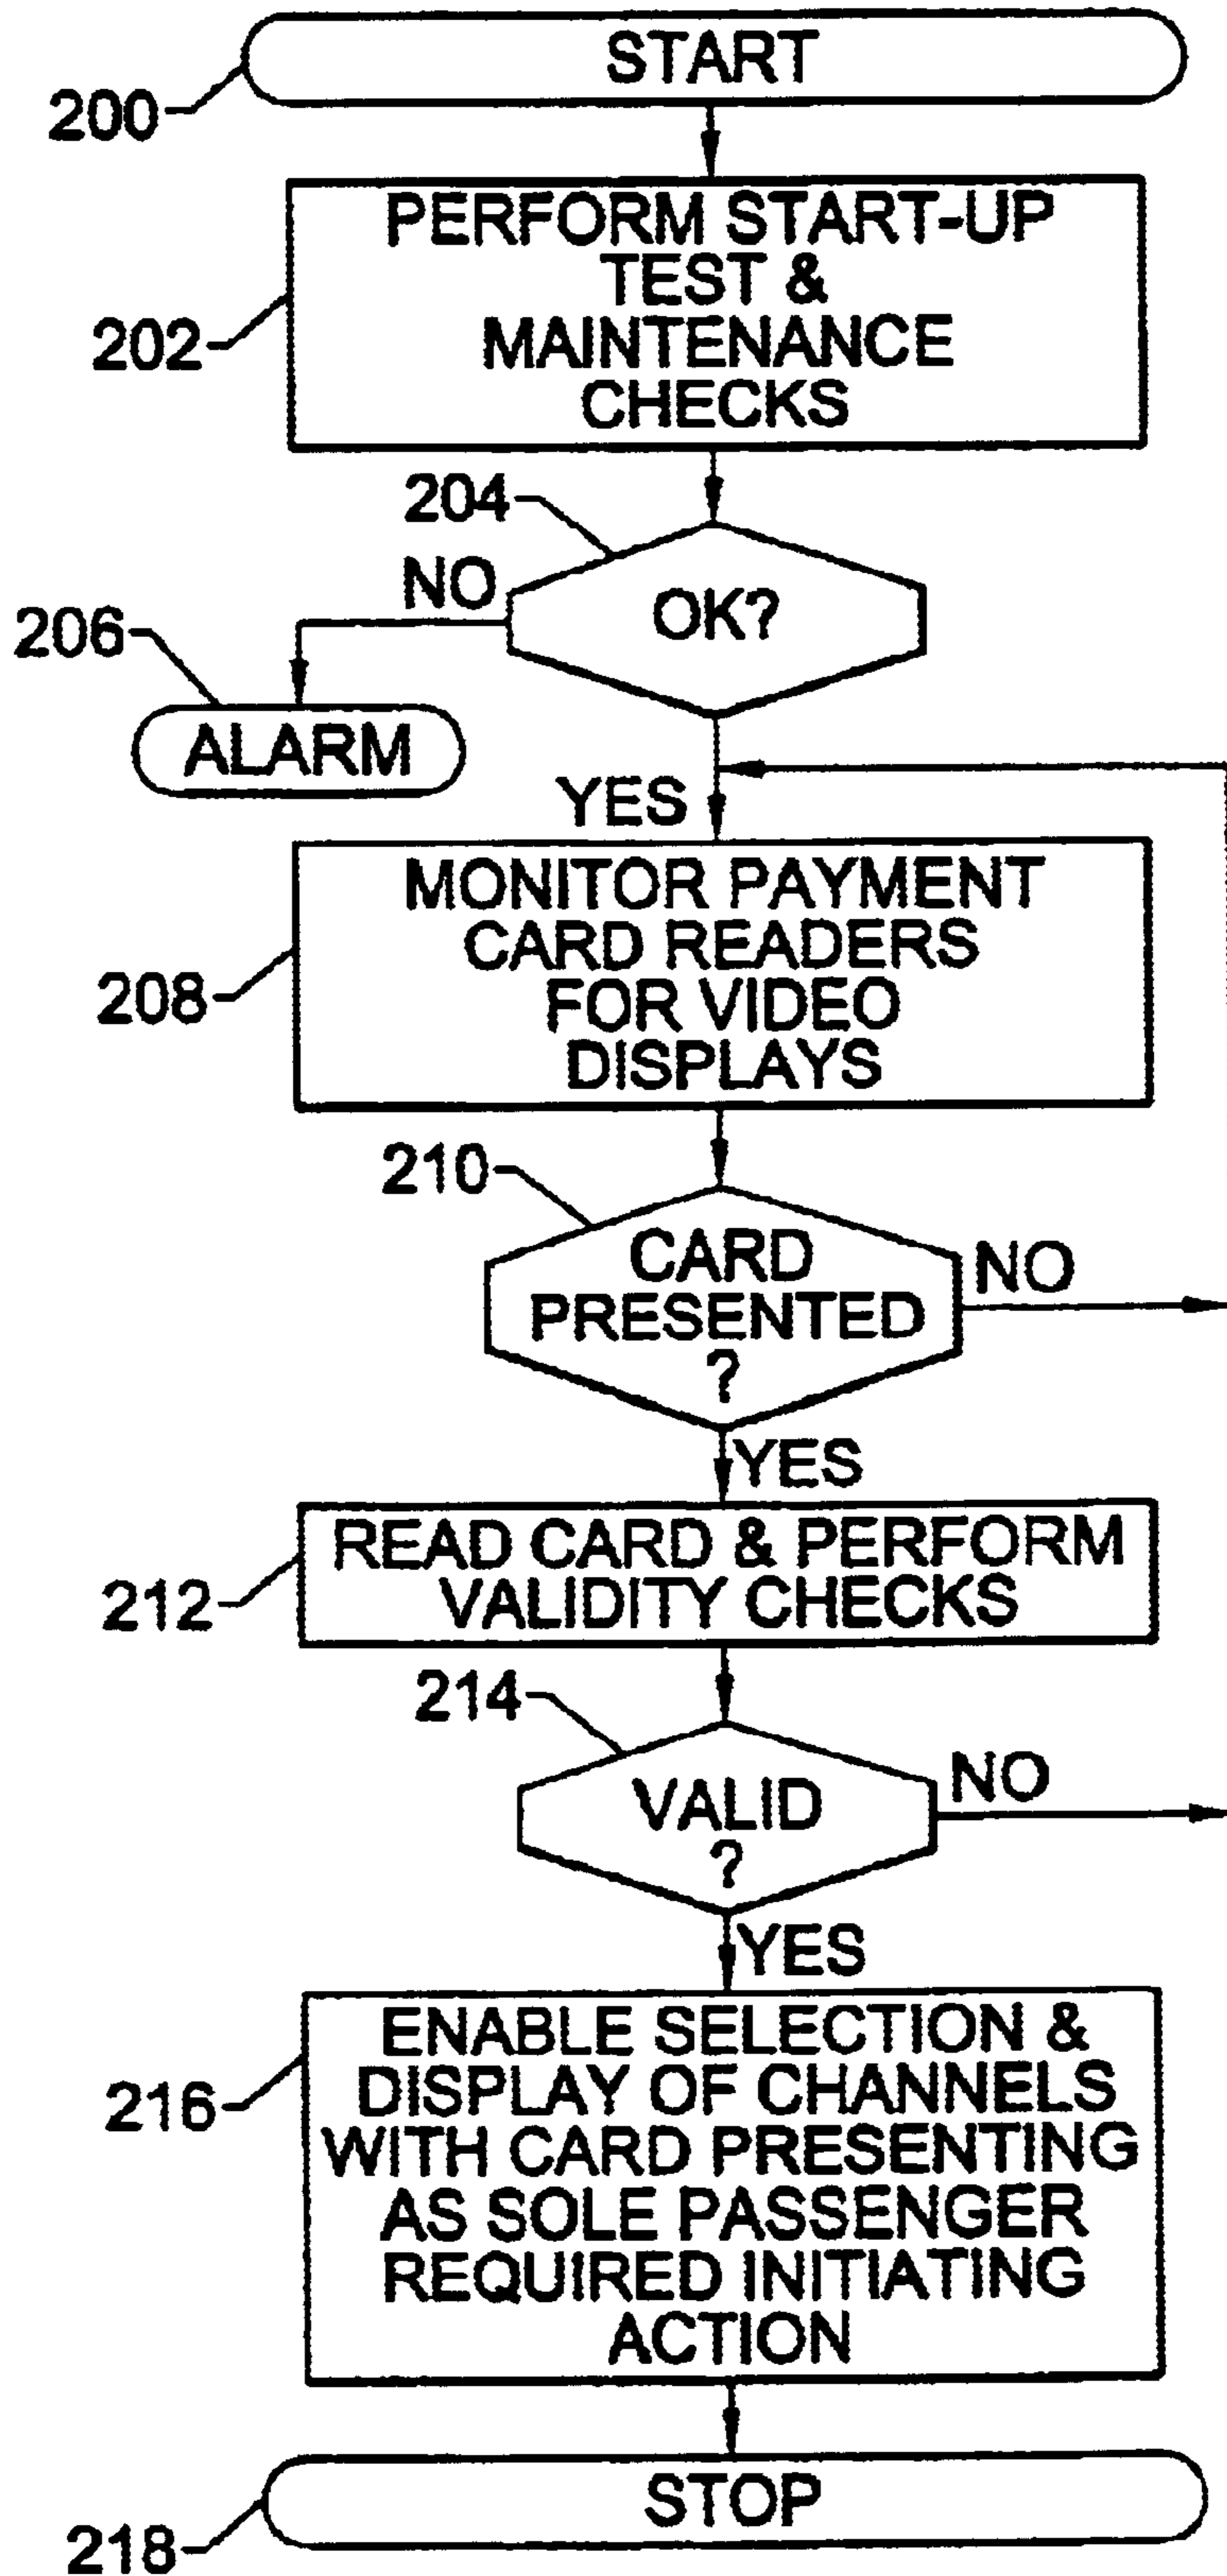 START
200
PERFORM START-UP
TEST &
MAINTENANCE
CHECKS
202
204
NO
OK?
206
ALARM
YES
MONITOR PAYMENT
CARD READERS
FOR VIDEO
DISPLAYS
208
210
CARD
PRESENTED
?
NO
YES
READ CARD & PERFORM
VALIDITY CHECKS
212
214
VALID
?
NO
YES
ENABLE SELECTION &
DISPLAY OF CHANNELS
WITH CARD PRESENTING
AS SOLE PASSENGER
REQUIRED INITIATING
ACTION
216
STOP
218